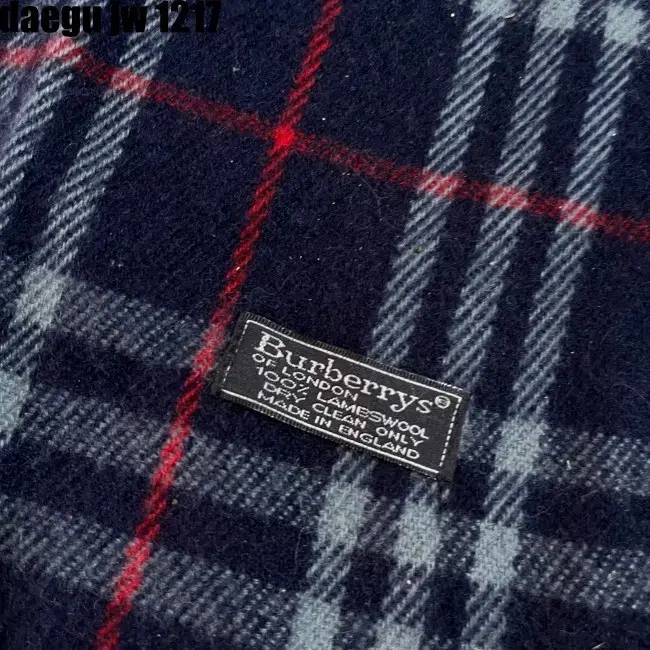 daegu jw 1217
Burberrys®
OF LONDON
100% LAMBSWOOL
DRY CLEAN ONLY
MADE IN ENGLAND